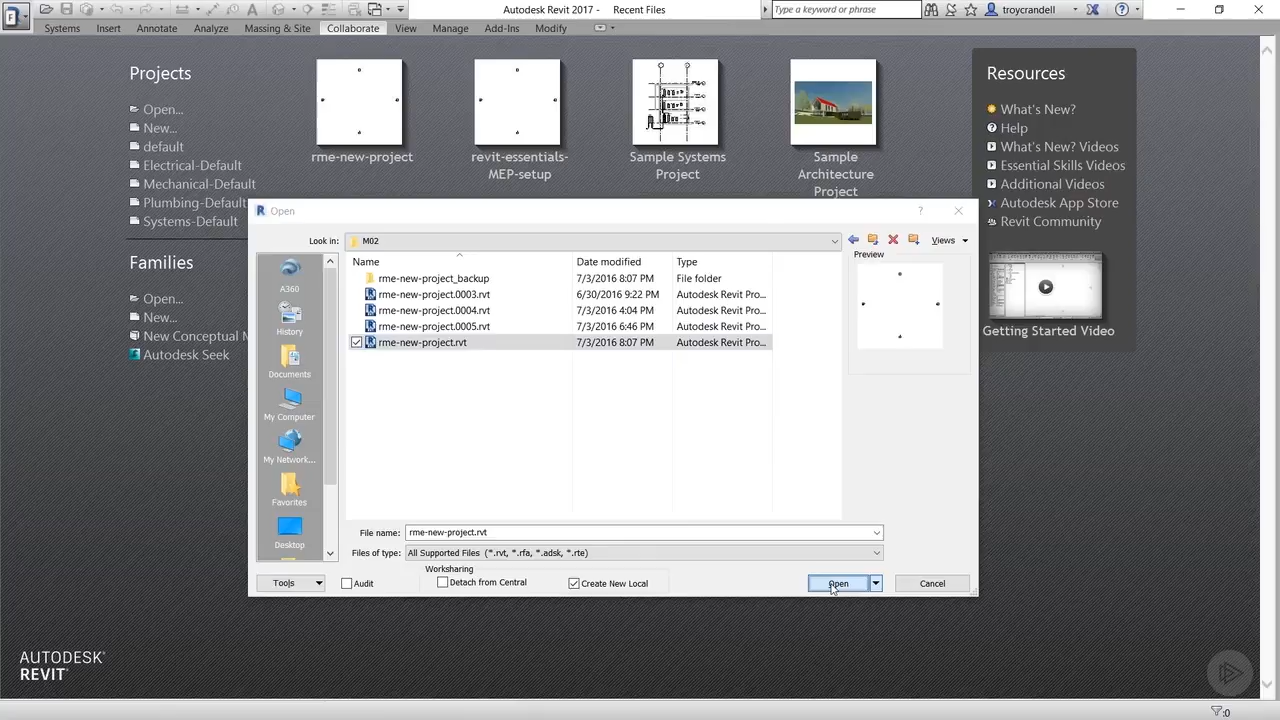 Autodesk Revit 2017 - Recent Files
Type a keyword or phrase
troycrandell
Systems Insert Annotate Analyze Massing & Site Collaborate View Manage Add-Ins Modify
Projects
Open...
New...
default
Electrical-Default
Mechanical-Default
Plumbing-Default
Systems-Default
Families
Open...
New...
New Conceptual M
Autodesk Seek
rme-new-project
revit-essentials-
MEP-setup
Sample Systems
Project
Sample
Architecture
Project
Resources
What's New?
Help
What's New? Videos
Essential Skills Videos
Additional Videos
Autodesk App Store
Revit Community
Getting Started Video
R Open
Look in: M02
Views
Name Date modified Type
rme-new-project_backup 7/3/2016 8:07 PM File folder
rme-new-project.0003.rvt 6/30/2016 9:22 PM Autodesk Revit Pro...
rme-new-project.0004.rvt 7/3/2016 4:04 PM Autodesk Revit Pro...
rme-new-project.0005.rvt 7/3/2016 6:46 PM Autodesk Revit Pro...
rme-new-project.rvt 7/3/2016 8:07 PM Autodesk Revit Pro...
Preview
A360
History
Documents
My Computer
My Network...
Favorites
Desktop
File name: rme-new-project.rvt
Files of type: All Supported Files (*.rvt, *.rfa, *.adsk, *.rte)
Worksharing
Tools
Audit
Detach from Central
Create New Local
Open
Cancel
AUTODESK®
REVIT®
:0